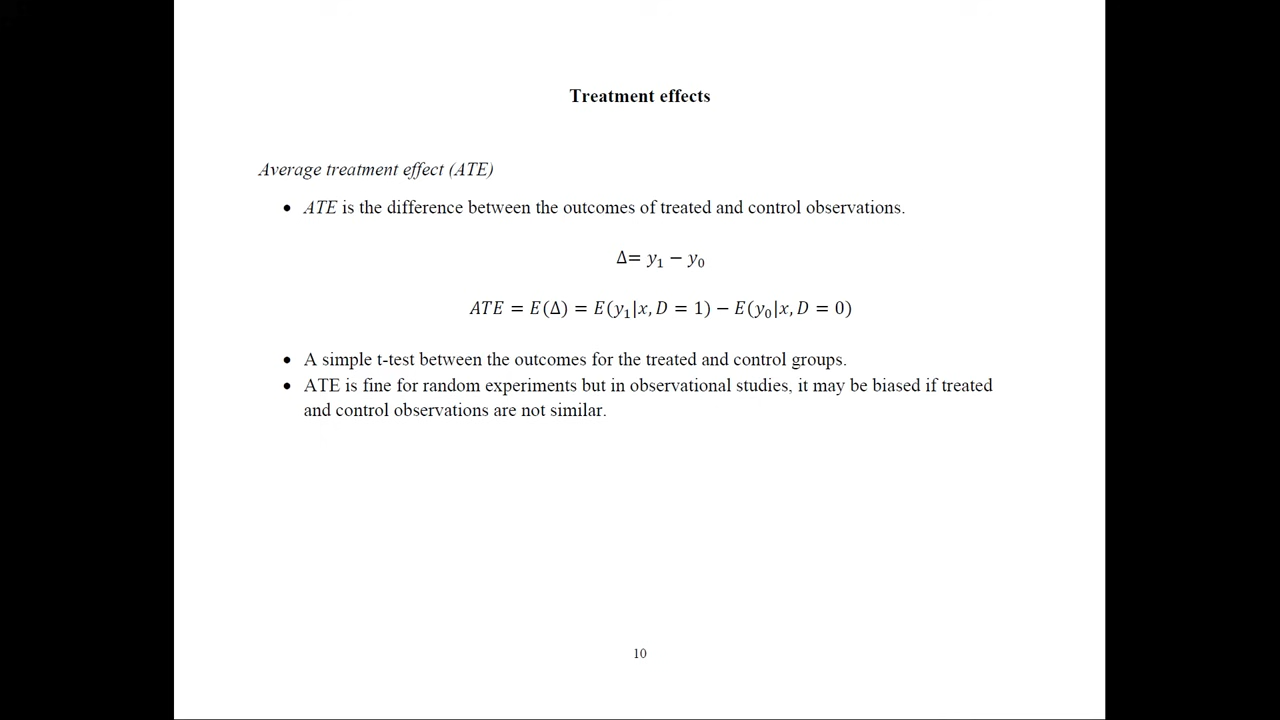 Treatment effects
Average treatment effect (ATE)
• ATE is the difference between the outcomes of treated and control observations.
Δ= y₁ − y₀
ATE = E(Δ) = E(y₁|x, D = 1) − E(y₀|x, D = 0)
• A simple t-test between the outcomes for the treated and control groups.
• ATE is fine for random experiments but in observational studies, it may be biased if treated
and control observations are not similar.
10